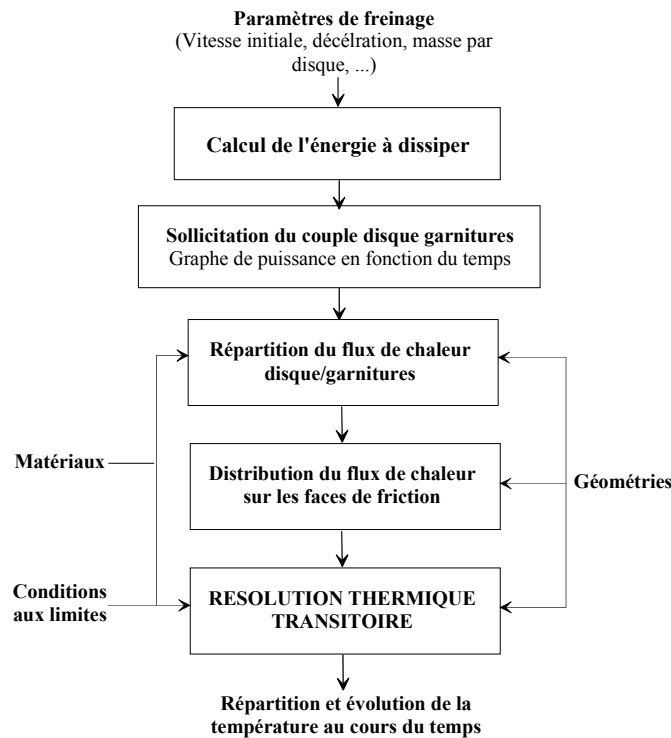 Paramètres de freinage
(Vitesse initiale, décélration, masse par
disque, ...)
Calcul de l'énergie à dissiper
Sollicitation du couple disque garnitures
Graphe de puissance en fonction du temps
Répartition du flux de chaleur
disque/garnitures
Matériaux
Distribution du flux de chaleur
sur les faces de friction
Géométries
Conditions
aux limites
RESOLUTION THERMIQUE
TRANSITOIRE
Répartition et évolution de la
température au cours du temps